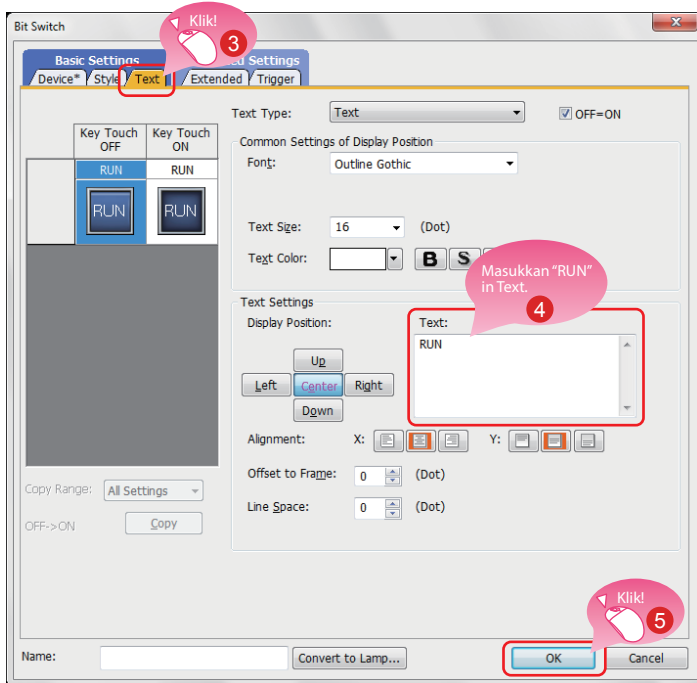 Bit Switch
Klik!
3
Basic Settings
ed Settings
Device* Style Text Extended Trigger
Text Type: Text OFF=ON
Key Touch OFF
Key Touch ON
RUN RUN
RUN RUN
Common Settings of Display Position
Font: Outline Gothic
Text Size: 16 (Dot)
Text Color: B S
Masukkan “RUN”
in Text.
4
Text Settings
Display Position: Text:
RUN
Up
Left Center Right
Down
Alignment: X: Y:
Offset to Frame: 0 (Dot)
Line Space: 0 (Dot)
Copy Range: All Settings
OFF->ON Copy
Klik!
5
Name: Convert to Lamp... OK Cancel